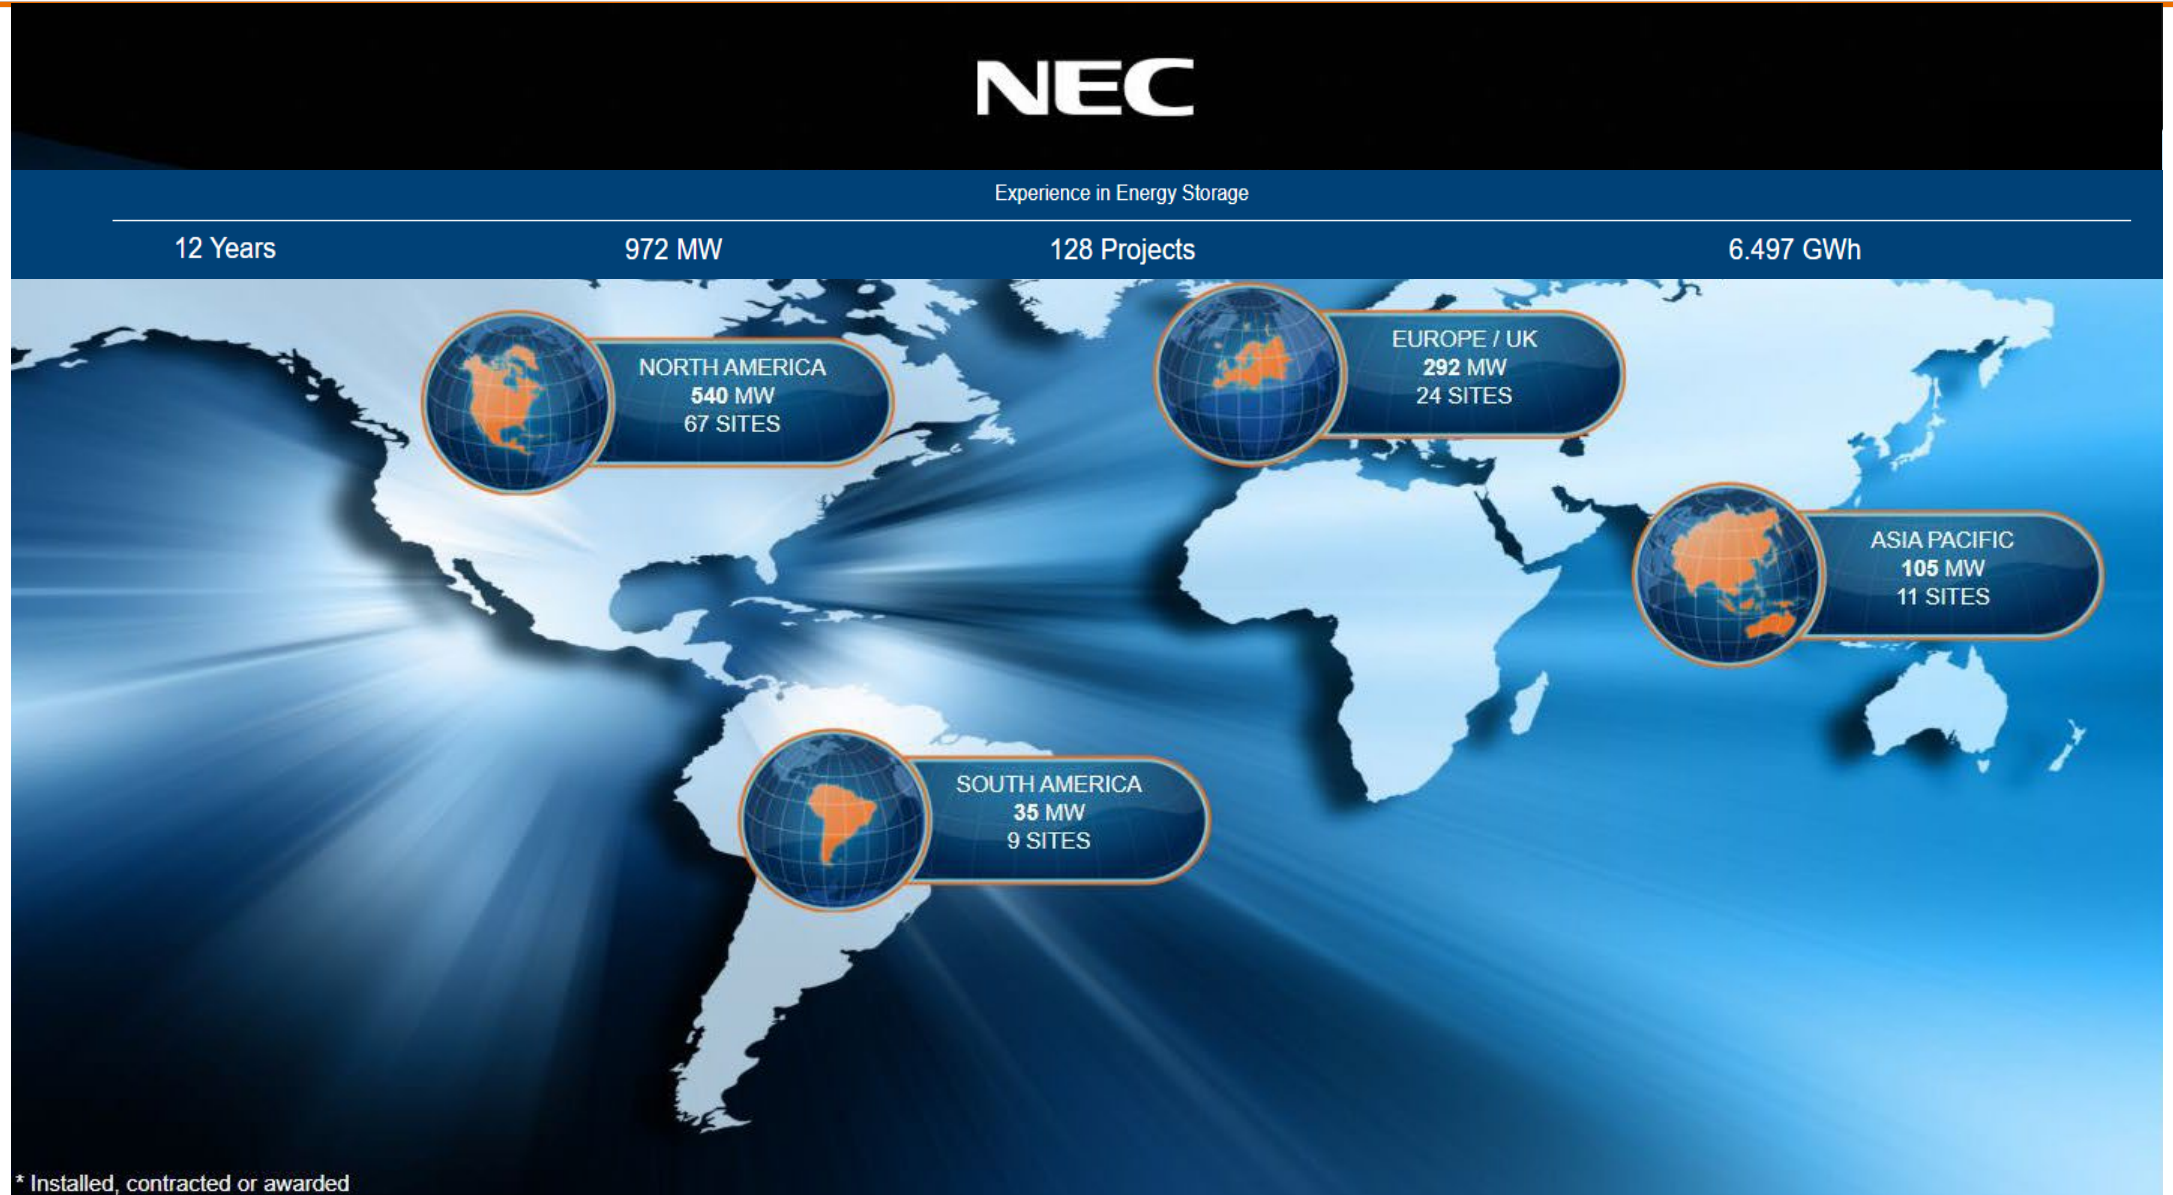 NEC
Experience in Energy Storage
12 Years 972 MW 128 Projects 6.497 GWh
NORTH AMERICA
540 MW
67 SITES
EUROPE / UK
292 MW
24 SITES
ASIA PACIFIC
105 MW
11 SITES
SOUTH AMERICA
35 MW
9 SITES
* Installed, contracted or awarded